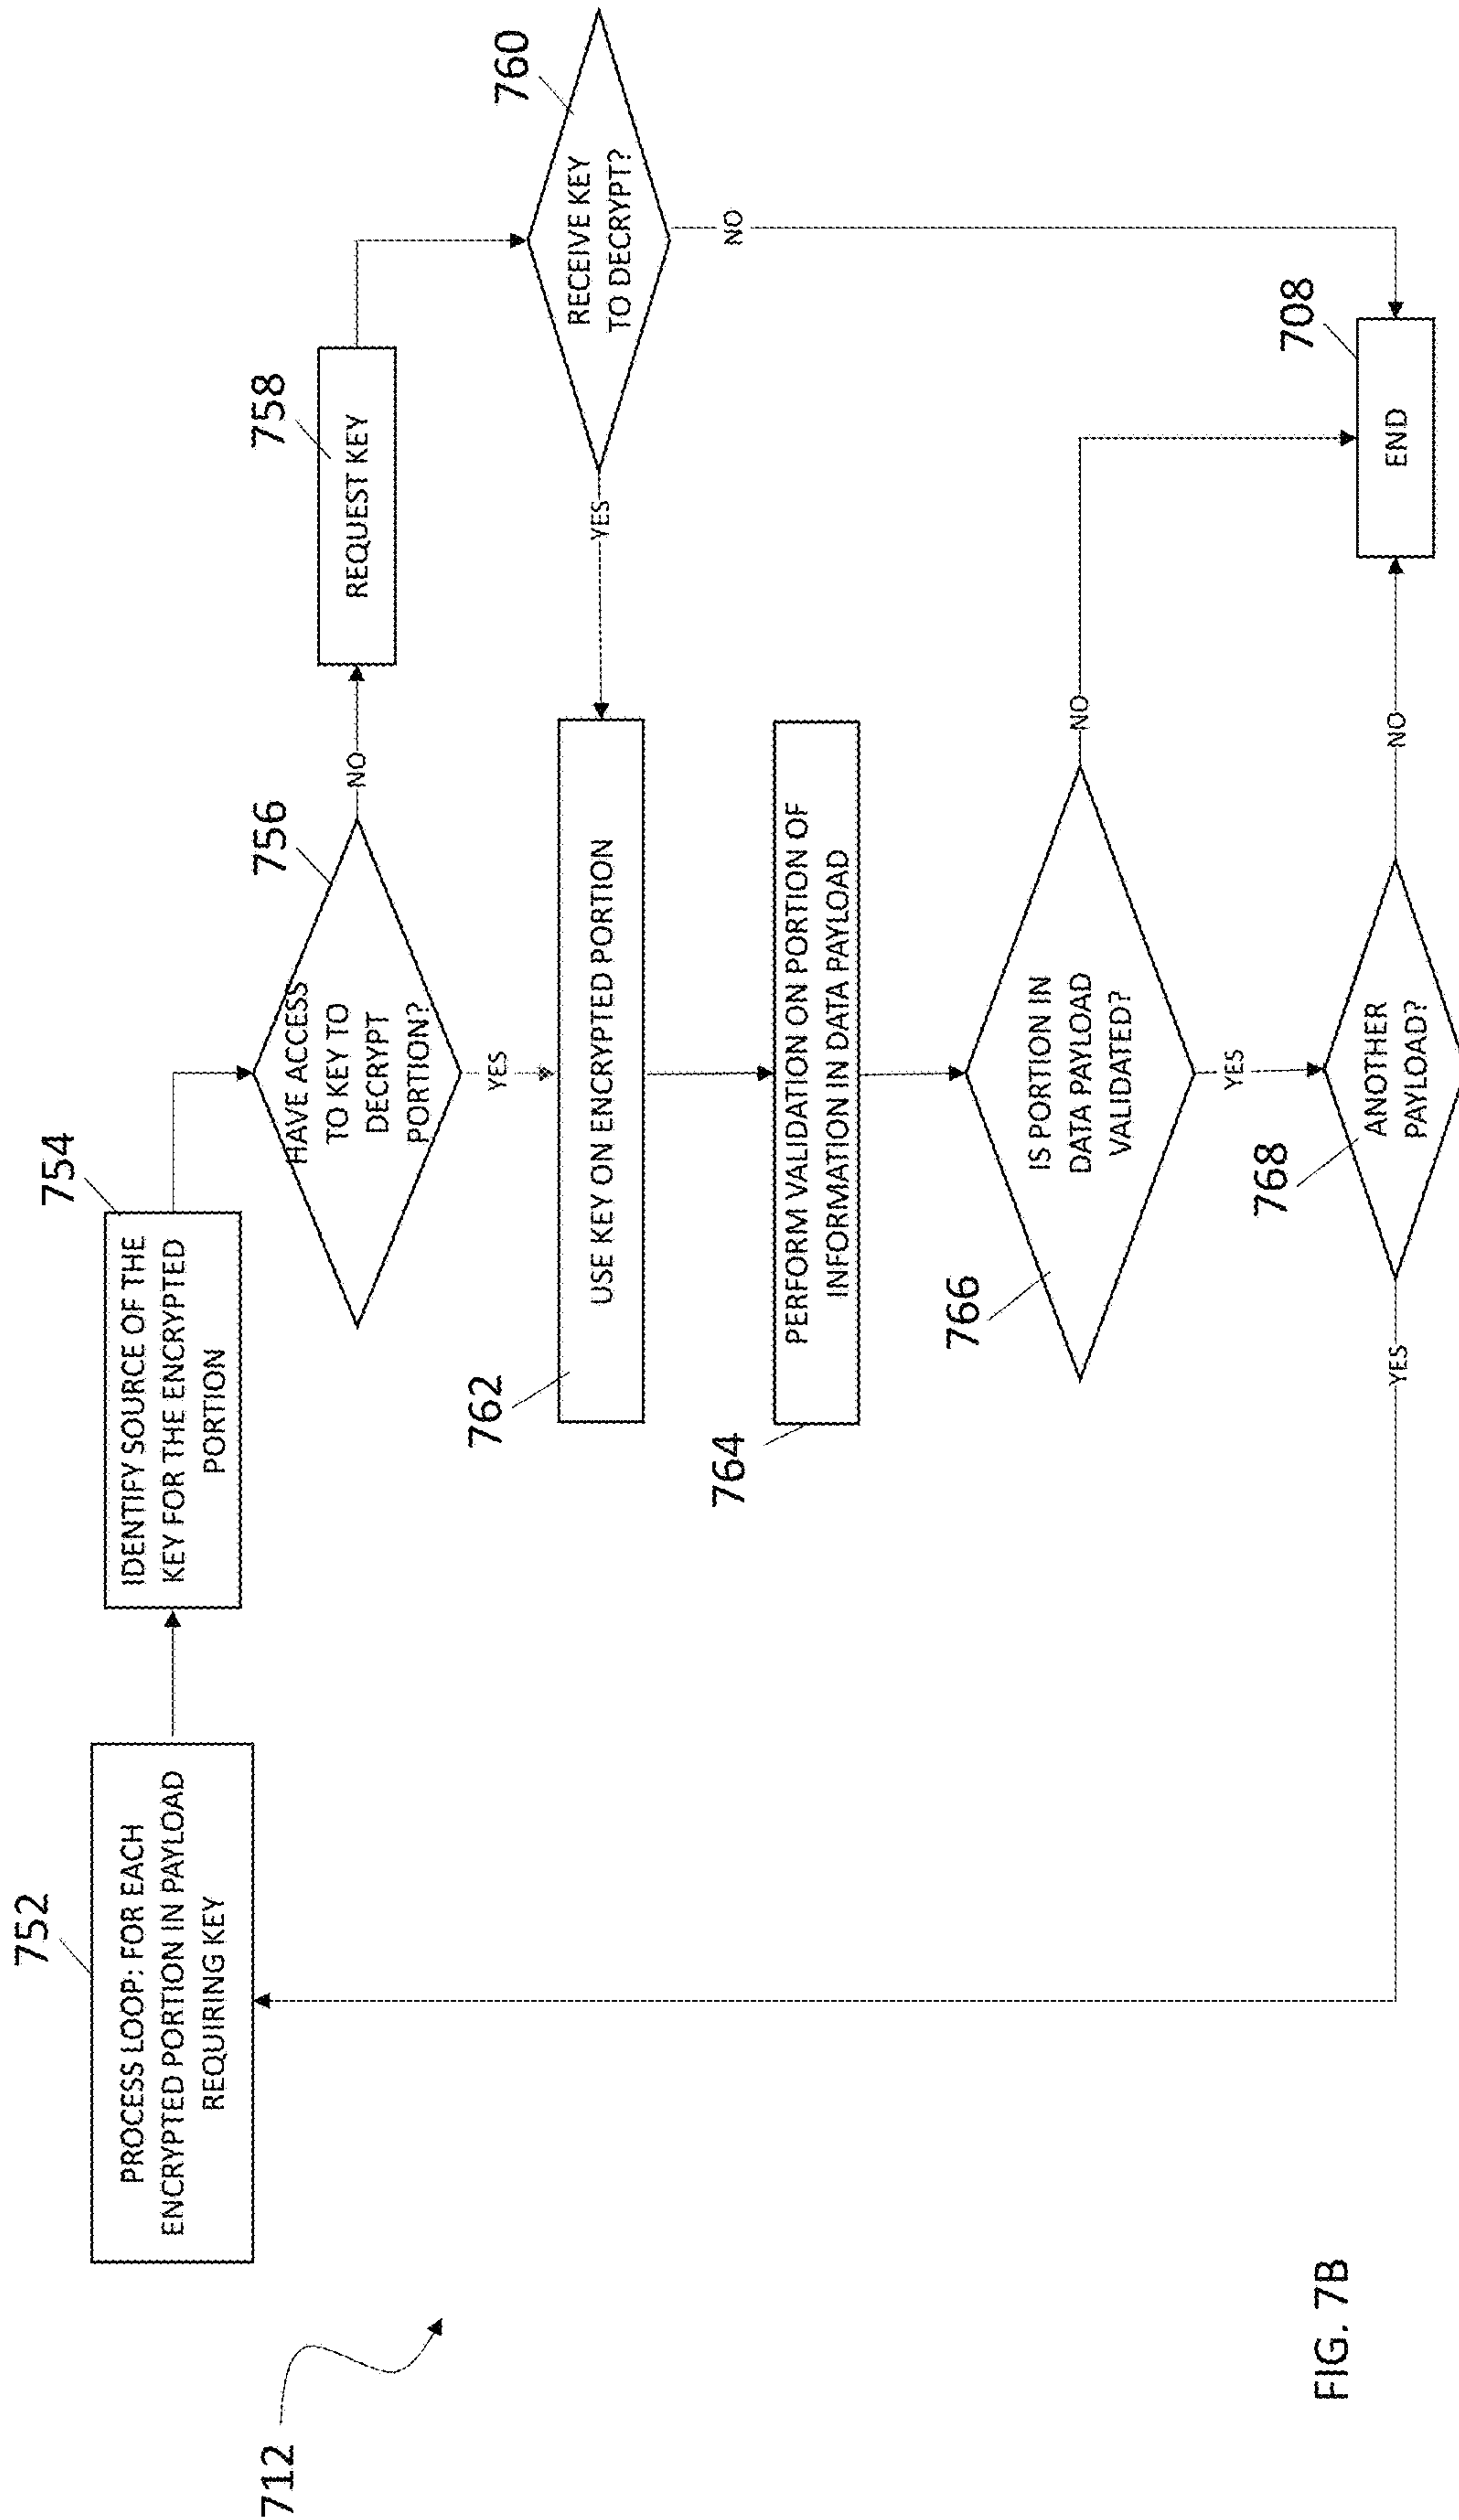 752
PROCESS LOOP: FOR EACH
ENCRYPTED PORTION IN PAYLOAD
REQUIRING KEY
754
IDENTIFY SOURCE OF THE
KEY FOR THE ENCRYPTED
PORTION
756
HAVE ACCESS
TO KEY TO
DECRYPT
PORTION?
NO
758
REQUEST KEY
760
RECEIVE KEY
TO DECRYPT?
NO
YES
YES
762
USE KEY ON ENCRYPTED PORTION
764
PERFORM VALIDATION ON PORTION OF
INFORMATION IN DATA PAYLOAD
766
IS PORTION IN
DATA PAYLOAD
VALIDATED?
NO
YES
768
ANOTHER
PAYLOAD?
NO
YES
708
END
712
FIG. 7B